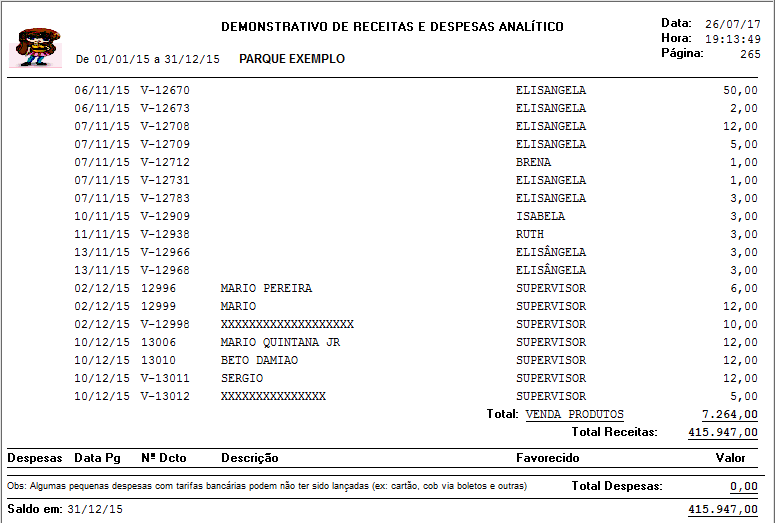 DEMONSTRATIVO DE RECEITAS E DESPESAS ANALÍTICO
Data: 26/07/17
Hora: 19:13:49
De 01/01/15 a 31/12/15 PARQUE EXEMPLO
Página: 265
06/11/15 V-12670 ELISANGELA 50,00
06/11/15 V-12673 ELISANGELA 2,00
07/11/15 V-12708 ELISANGELA 12,00
07/11/15 V-12709 ELISANGELA 5,00
07/11/15 V-12712 BRENA 1,00
07/11/15 V-12731 ELISANGELA 1,00
07/11/15 V-12783 ELISANGELA 3,00
10/11/15 V-12909 ISABELA 3,00
11/11/15 V-12938 RUTH 3,00
13/11/15 V-12966 ELISÂNGELA 3,00
13/11/15 V-12968 ELISÂNGELA 3,00
02/12/15 12996 MARIO PEREIRA SUPERVISOR 6,00
02/12/15 12999 MARIO SUPERVISOR 12,00
02/12/15 V-12998 XXXXXXXXXXXXXXXXXXX SUPERVISOR 10,00
10/12/15 13006 MARIO QUINTANA JR SUPERVISOR 12,00
10/12/15 13010 BETO DAMIAO SUPERVISOR 12,00
10/12/15 V-13011 SERGIO SUPERVISOR 12,00
10/12/15 V-13012 XXXXXXXXXXXXXXX SUPERVISOR 5,00
Total: VENDA PRODUTOS 7.264,00
Total Receitas: 415.947,00
Despesas Data Pg Nº Dcto Descrição Favorecido Valor
Obs: Algumas pequenas despesas com tarifas bancárias podem não ter sido lançadas (ex: cartão, cob via boletos e outras) Total Despesas: 0,00
Saldo em: 31/12/15 415.947,00